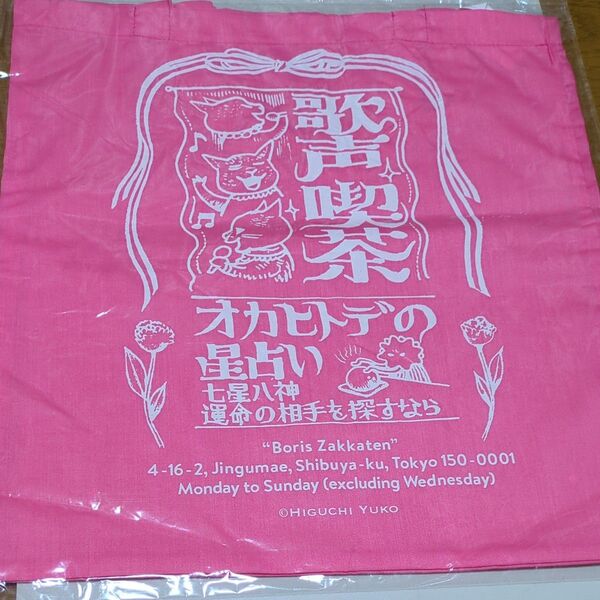 歌声喫茶
オカヒトデの
星占い
七星八神
運命の相手を探すなら
“Boris Zakkaten”
4-16-2, Jingumae, Shibuya-ku, Tokyo 150-0001
Monday to Sunday (excluding Wednesday)
©HIGUCHI YUKO